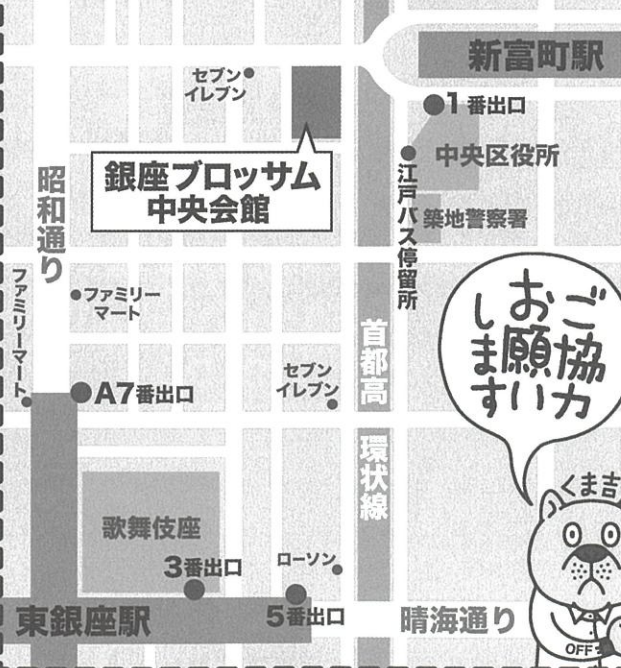 新富町駅
セブン
イレブン
1番出口
中央区役所
銀座ブロッサム
中央会館
江戸バス停留所
築地警察署
昭和通り
ファミリーマート
ファミリー
マート
首都高
環状線
ご協力
お願い
します
A7番出口
セブン
イレブン
歌舞伎座
3番出口
ローソン
くま吉
東銀座駅
5番出口
晴海通り
OFF